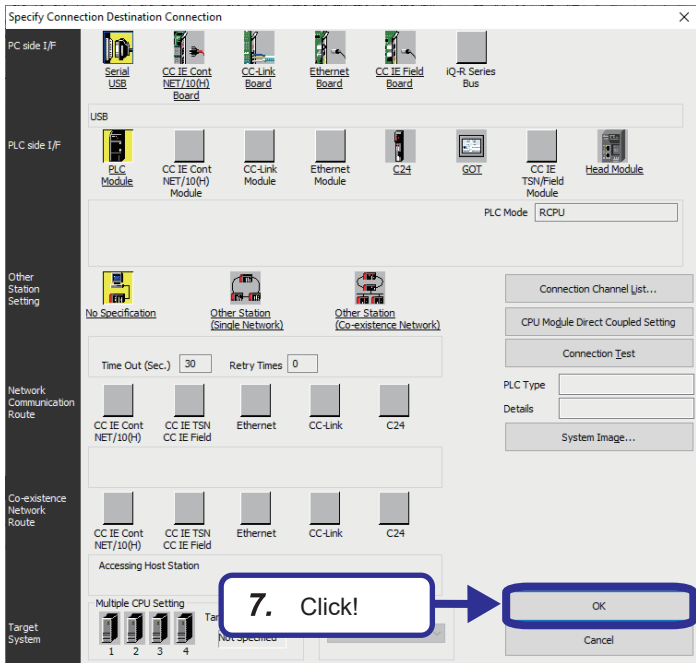 Specify Connection Destination Connection
PC side I/F
Serial
USB
CC IE Cont
NET/10(H)
Board
CC-Link
Board
Ethernet
Board
CC IE Field
Board
iQ-R Series
Bus
USB
PLC side I/F
PLC
Module
CC IE Cont
NET/10(H)
Module
CC-Link
Module
Ethernet
Module
C24
GOT
CC IE
TSN/Field
Module
Head Module
PLC Mode RCPU
Other
Station
Setting
No Specification
Other Station
(Single Network)
Other Station
(Co-existence Network)
Connection Channel List...
CPU Module Direct Coupled Setting
Connection Test
Time Out (Sec.) 30 Retry Times 0
PLC Type
Details
System Image...
Network
Communication
Route
CC IE Cont
NET/10(H)
CC IE TSN
CC IE Field
Ethernet
CC-Link
C24
Co-existence
Network
Route
CC IE Cont
NET/10(H)
CC IE TSN
CC IE Field
Ethernet
CC-Link
C24
Accessing Host Station
7. Click!
OK
Cancel
Target
System
Multiple CPU Setting
1 2 3 4
Not Specified